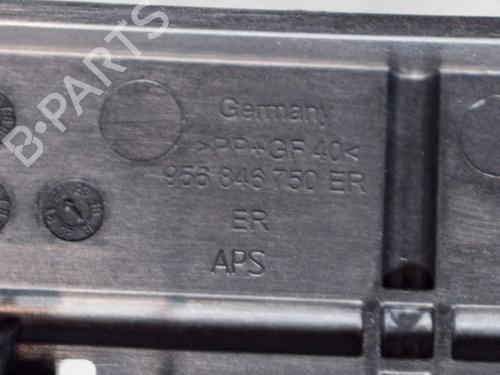 B-PARTS
Germany
>PP+GF 40<
956 846 750 ER
ER
APS